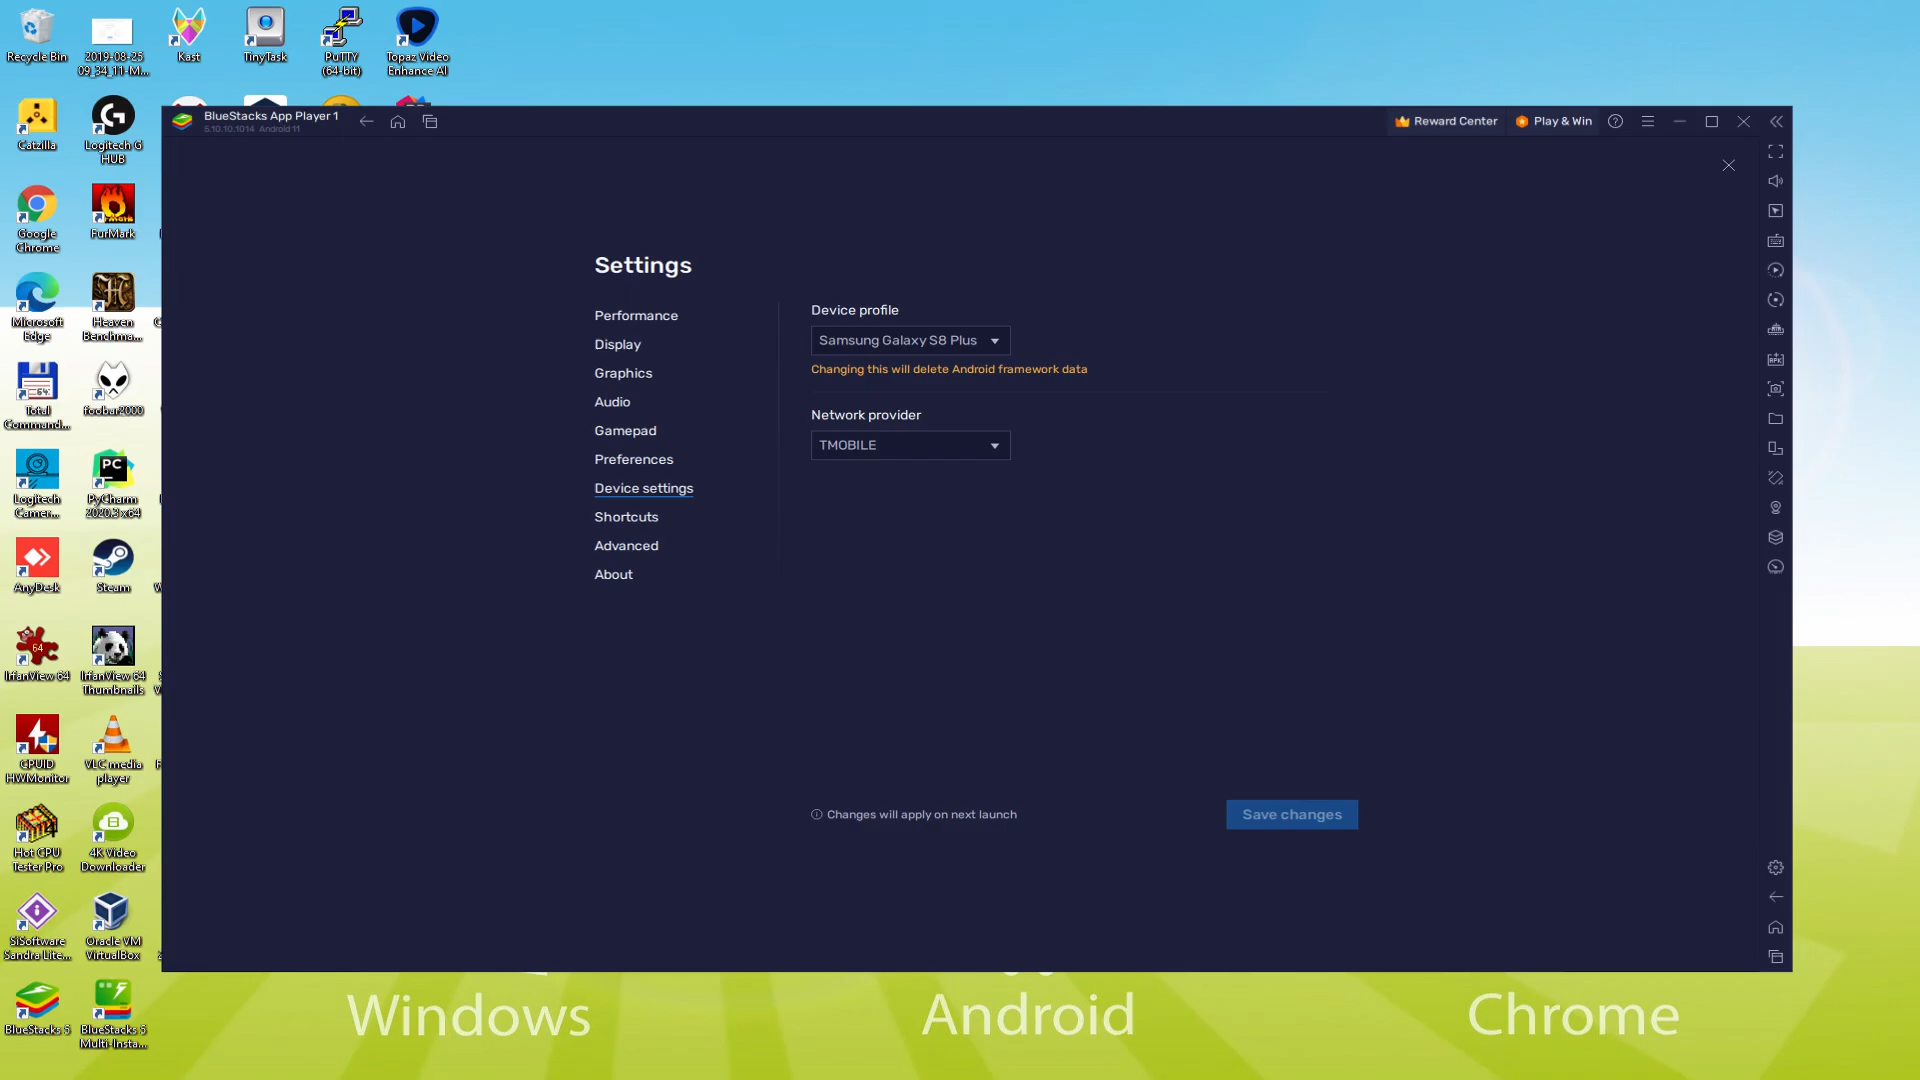 Recycle Bin
2019-08-25
09_34_11-M...
Kast
TinyTask
PuTTY
(64-bit)
Topaz Video
Enhance AI
Catzilla
Logitech G
HUB
Google
Chrome
FurMark
Microsoft
Edge
Heaven
Benchma...
Total
Command...
foobar2000
Logitech
Camer...
PyCharm
2020.3 x64
AnyDesk
Steam
IrfanView 64
IrfanView 64
Thumbnails
CPUID
HWMonitor
VLC media
player
Hot CPU
Tester Pro
4K Video
Downloader
SiSoftware
Sandra Lite...
Oracle VM
VirtualBox
BlueStacks 5
BlueStacks 5
Multi-Insta...
BlueStacks App Player 1
5.10.10.1014 Android 11
Reward Center
Play & Win
Settings
Performance
Display
Graphics
Audio
Gamepad
Preferences
Device settings
Shortcuts
Advanced
About
Device profile
Samsung Galaxy S8 Plus
Changing this will delete Android framework data
Network provider
TMOBILE
Changes will apply on next launch
Save changes
Windows
Android
Chrome